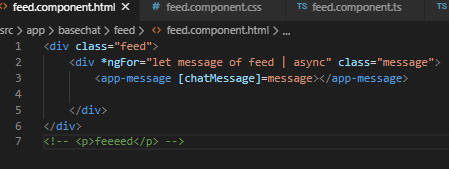 feed.component.html feed.component.css feed.component.ts
src > app > basechat > feed > feed.component.html > ...
1 <div class="feed">
2 <div *ngFor="let message of feed | async" class="message">
3 <app-message [chatMessage]=message></app-message>
4
5 </div>
6 </div>
7 <!-- <p>feeeed</p> -->